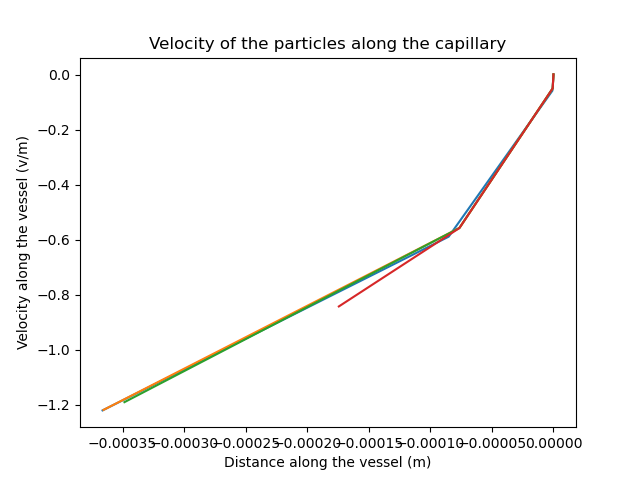 Velocity of the particles along the capillary
0.0
−0.2
−0.4
−0.6
−0.8
−1.0
−1.2
Velocity along the vessel (v/m)
−0.00035 −0.00030 −0.00025 −0.00020 −0.00015 −0.00010 −0.00005 0.00000
Distance along the vessel (m)